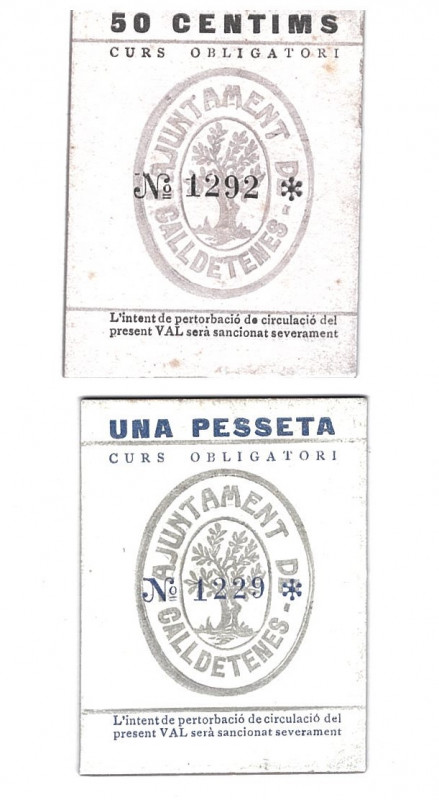 50 CENTIMS
CURS OBLIGATORI
AJUNTAMENT DE
CALLDETENES
Nº 1292 *
L'intent de pertorbació de circulació del
present VAL serà sancionat severament
UNA PESSETA
CURS OBLIGATORI
AJUNTAMENT DE
CALLDETENES
Nº 1229 *
L'intent de pertorbació de circulació del
present VAL serà sancionat severament